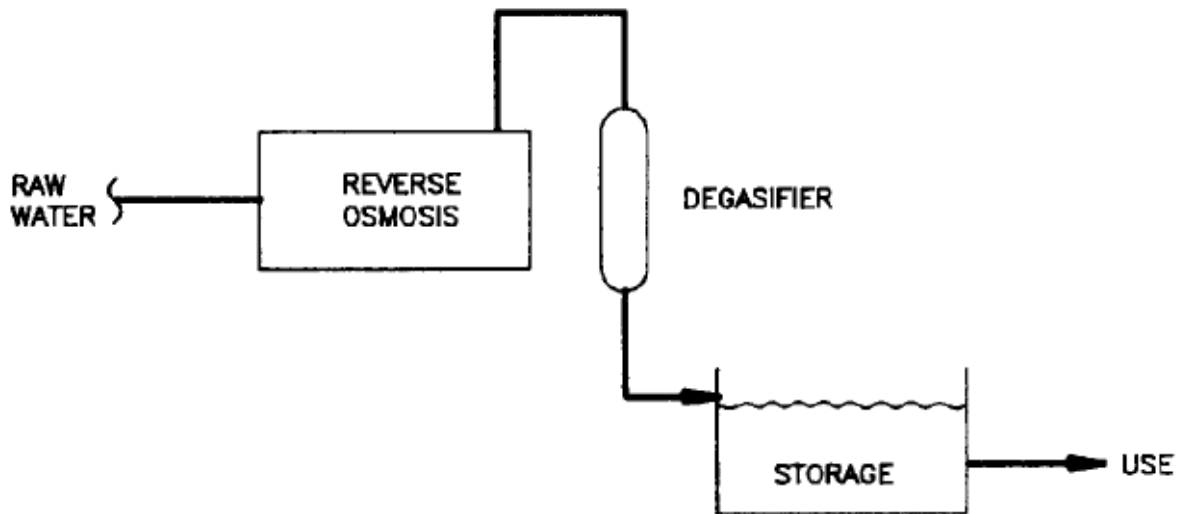 RAW
WATER
REVERSE
OSMOSIS
DEGASIFIER
STORAGE
USE